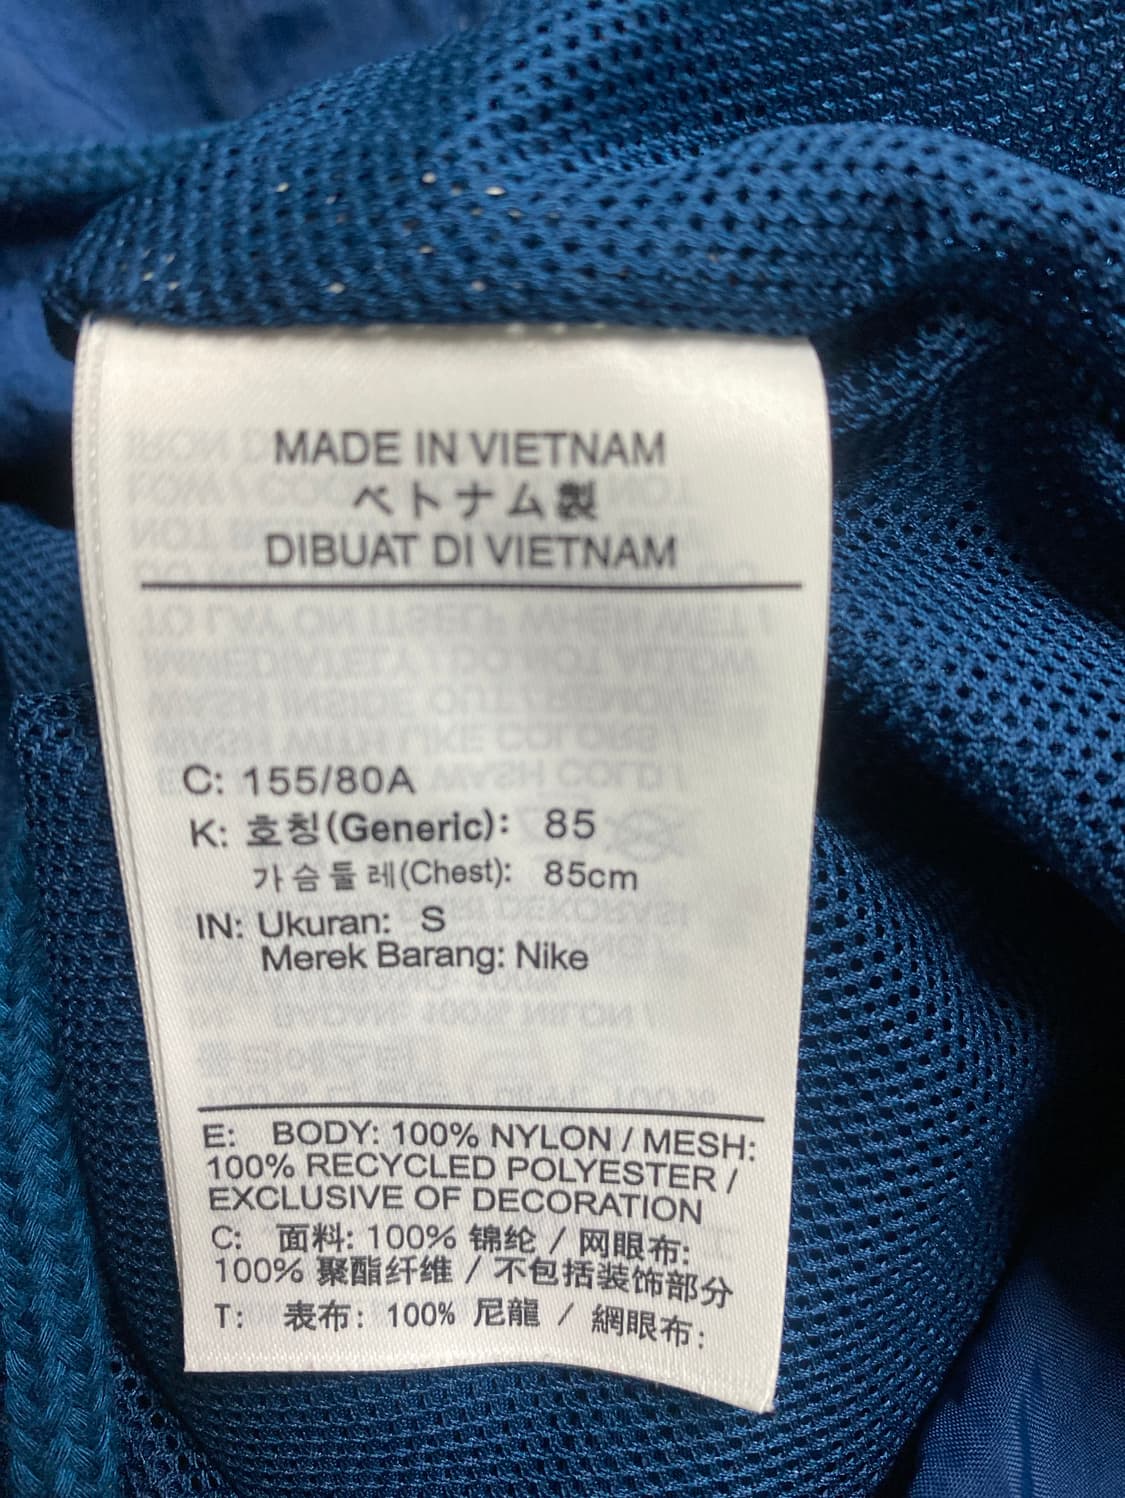 MADE IN VIETNAM
ベトナム製
DIBUAT DI VIETNAM
C: 155/80A
K: 호칭(Generic): 85
가슴둘레(Chest): 85cm
IN: Ukuran: S
Merek Barang: Nike
E: BODY: 100% NYLON / MESH:
100% RECYCLED POLYESTER /
EXCLUSIVE OF DECORATION
C: 面料: 100% 锦纶 / 网眼布:
100% 聚酯纤维 / 不包括装饰部分
T: 表布: 100% 尼龍 / 網眼布: